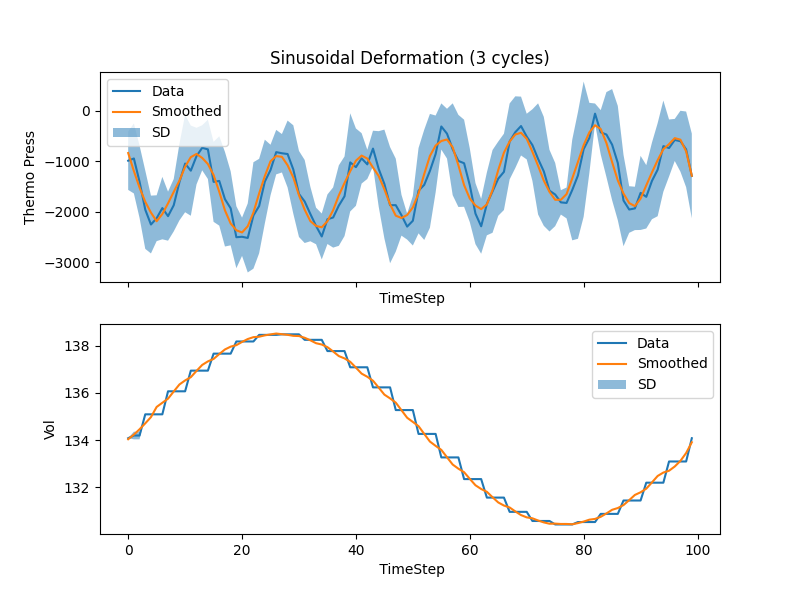 Sinusoidal Deformation (3 cycles)
Data
Smoothed
SD
Thermo Press
0
−1000
−2000
−3000
TimeStep
Data
Smoothed
SD
Vol
138
136
134
132
0
20
40
60
80
100
TimeStep